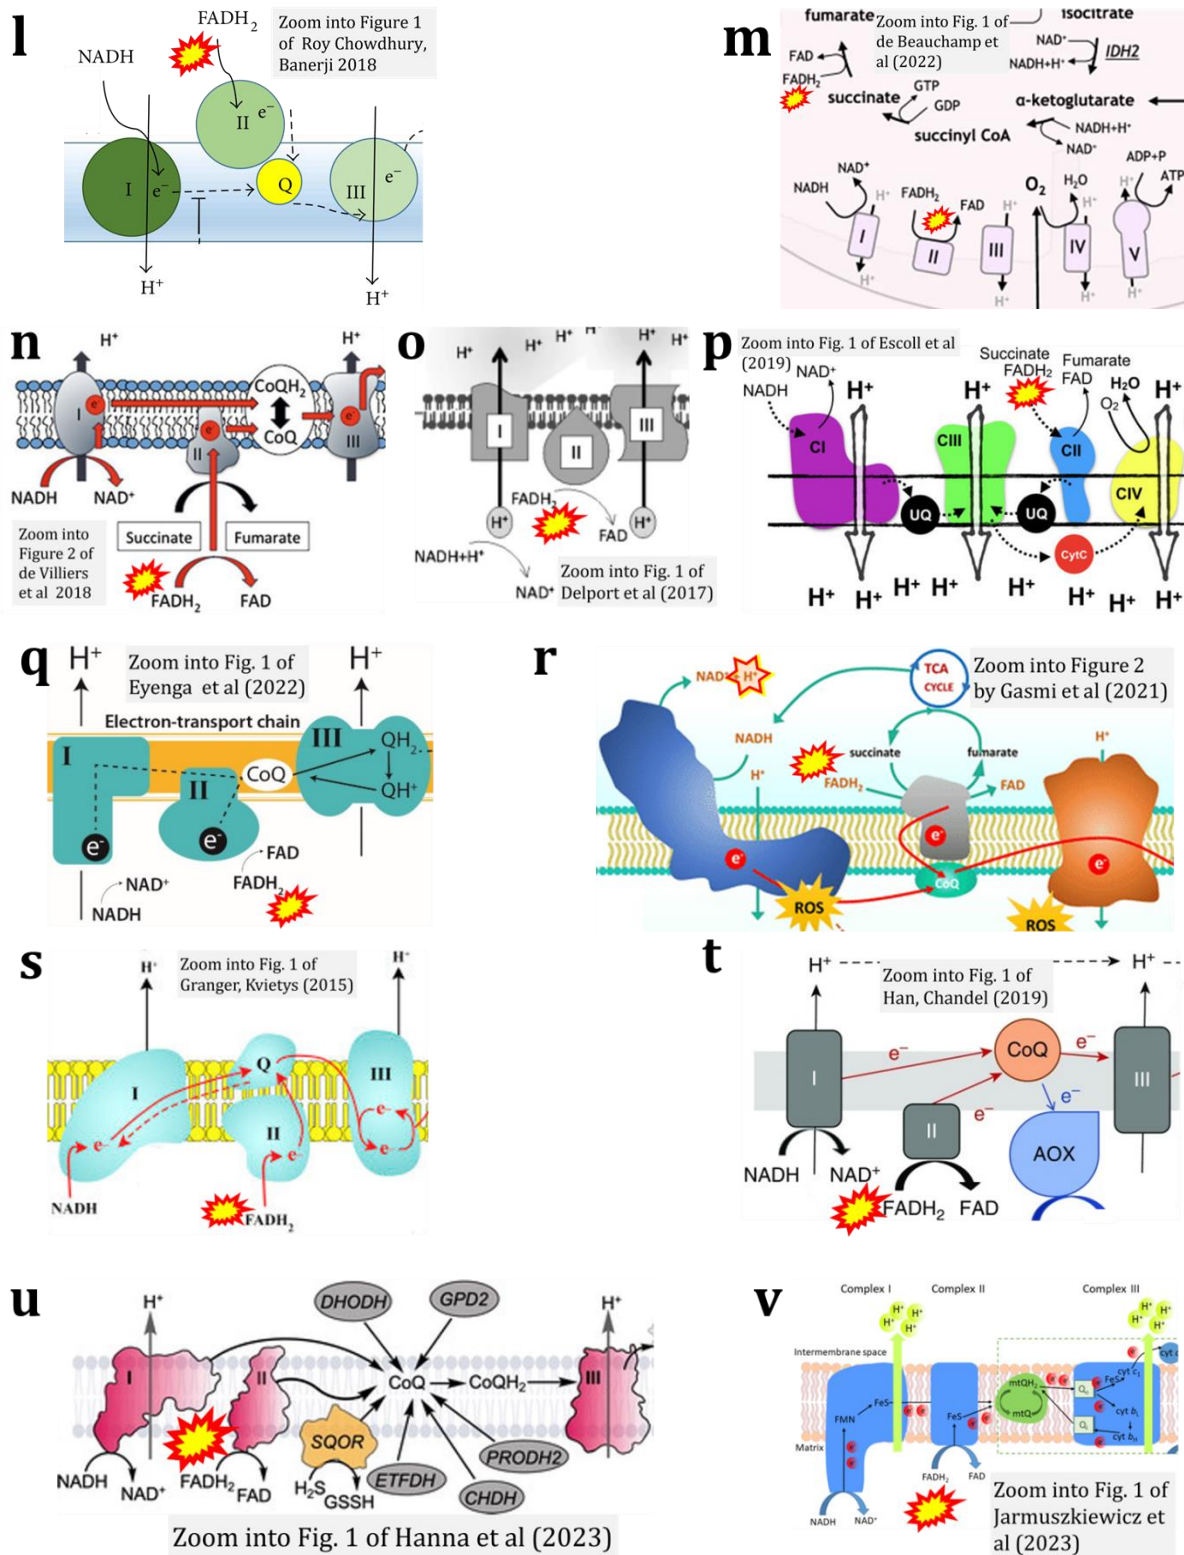 l
FADH2
NADH
Zoom into Figure 1
of Roy Chowdhury,
Banerji 2018
II
e−
I
e−
Q
III
e−
H+
H+
m
fumarate
Zoom into Fig. 1 of
de Beauchamp et
al (2022)
isocitrate
FAD
FADH2
NAD+
NADH+H+
IDH2
succinate
GTP
GDP
α-ketoglutarate
succinyl CoA
NADH+H+
NAD+
NADH
NAD+
FADH2
FAD
O2
H2O
ADP+P
ATP
H+
H+
H+
H+
I
II
III
IV
V
H+
H+
H+
H+
n
H+
H+
CoQH2
CoQ
I
e−
II
e−
III
e−
NADH
NAD+
Succinate
Fumarate
Zoom into
Figure 2 of
de Villiers
et al 2018
FADH2
FAD
o
H+
H+
H+
H+
H+
I
II
III
FADH2
FAD
H+
H+
NADH+H+
NAD+
Zoom into Fig. 1 of
Delport et al (2017)
p
Zoom into Fig. 1 of Escoll et al
(2019)
NAD+
NADH
Succinate
FADH2
Fumarate
FAD
H2O
O2
H+
H+
H+
CI
CIII
CII
CIV
UQ
UQ
CytC
H+
H+
H+
H+
H+
H+
H+
H+
q
H+
Zoom into Fig. 1 of
Eyenga et al (2022)
H+
Electron-transport chain
I
II
III
CoQ
QH2
QH+
e−
e−
FAD
FADH2
NAD+
NADH
r
NAD+ + H+
TCA
CYCLE
Zoom into Figure 2
by Gasmi et al (2021)
NADH
succinate
fumarate
H+
H+
FADH2
FAD
e−
e−
e−
CoQ
ROS
ROS
s
H+
Zoom into Fig. 1 of
Granger, Kvietys (2015)
H+
I
Q
II
III
e−
e−
e−
e−
NADH
FADH2
t
H+
H+
Zoom into Fig. 1 of
Han, Chandel (2019)
I
e−
CoQ
e−
III
e−
e−
II
AOX
NADH
NAD+
FADH2
FAD
u
H+
DHODH
GPD2
H+
I
II
CoQ
CoQH2
III
SQOR
NADH
NAD+
FADH2
FAD
H2S
GSSH
ETFDH
PRODH2
CHDH
Zoom into Fig. 1 of Hanna et al (2023)
v
Complex I
Complex II
Complex III
H+
H+
H+
H+
H+
H+
H+
H+
H+
H+
Intermembrane space
FMN
FeS
FeS
mtQH2
mtQ
Qo
Qi
FeS
cyt c1
cyt c
cyt bL
cyt bH
Matrix
FADH2
FAD
NADH
NAD+
Zoom into Fig. 1 of
Jarmuszkiewicz et
al (2023)